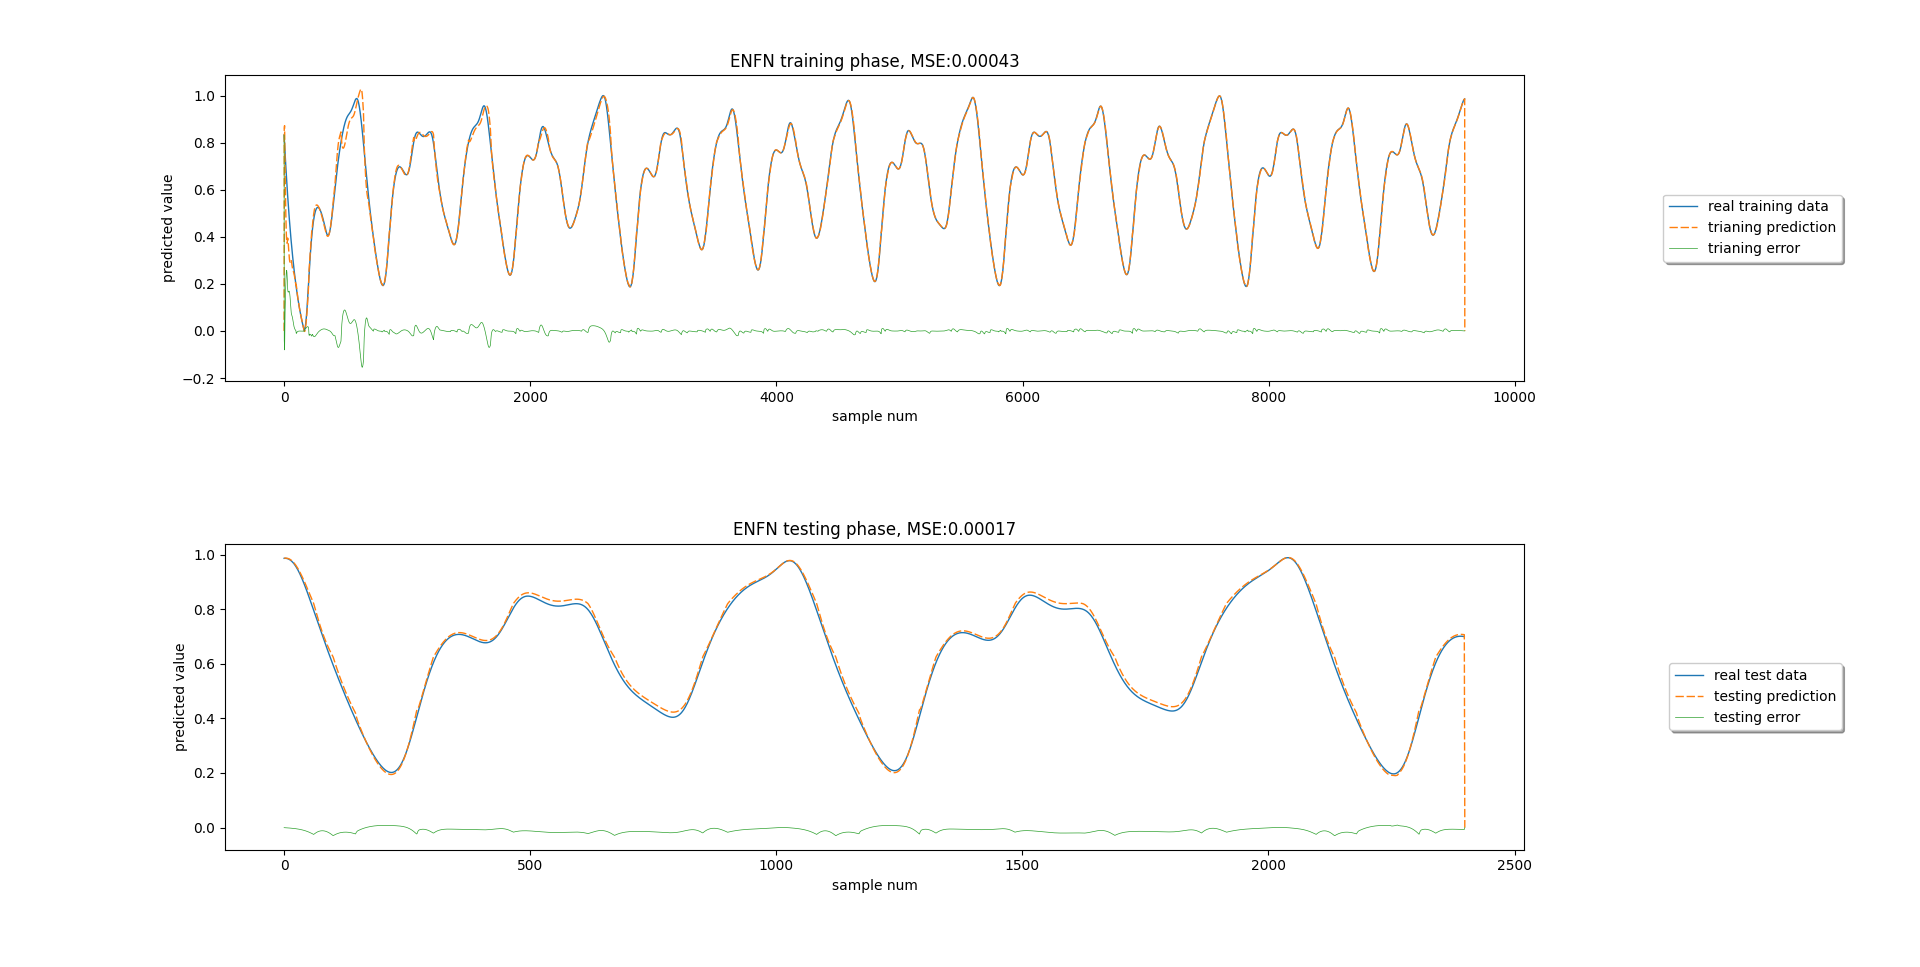 ENFN training phase, MSE:0.00043
1.0
0.8
0.6
0.4
0.2
0.0
−0.2
predicted value
0 2000 4000 6000 8000 10000
sample num
real training data
trianing prediction
trianing error
ENFN testing phase, MSE:0.00017
1.0
0.8
0.6
0.4
0.2
0.0
predicted value
0 500 1000 1500 2000 2500
sample num
real test data
testing prediction
testing error